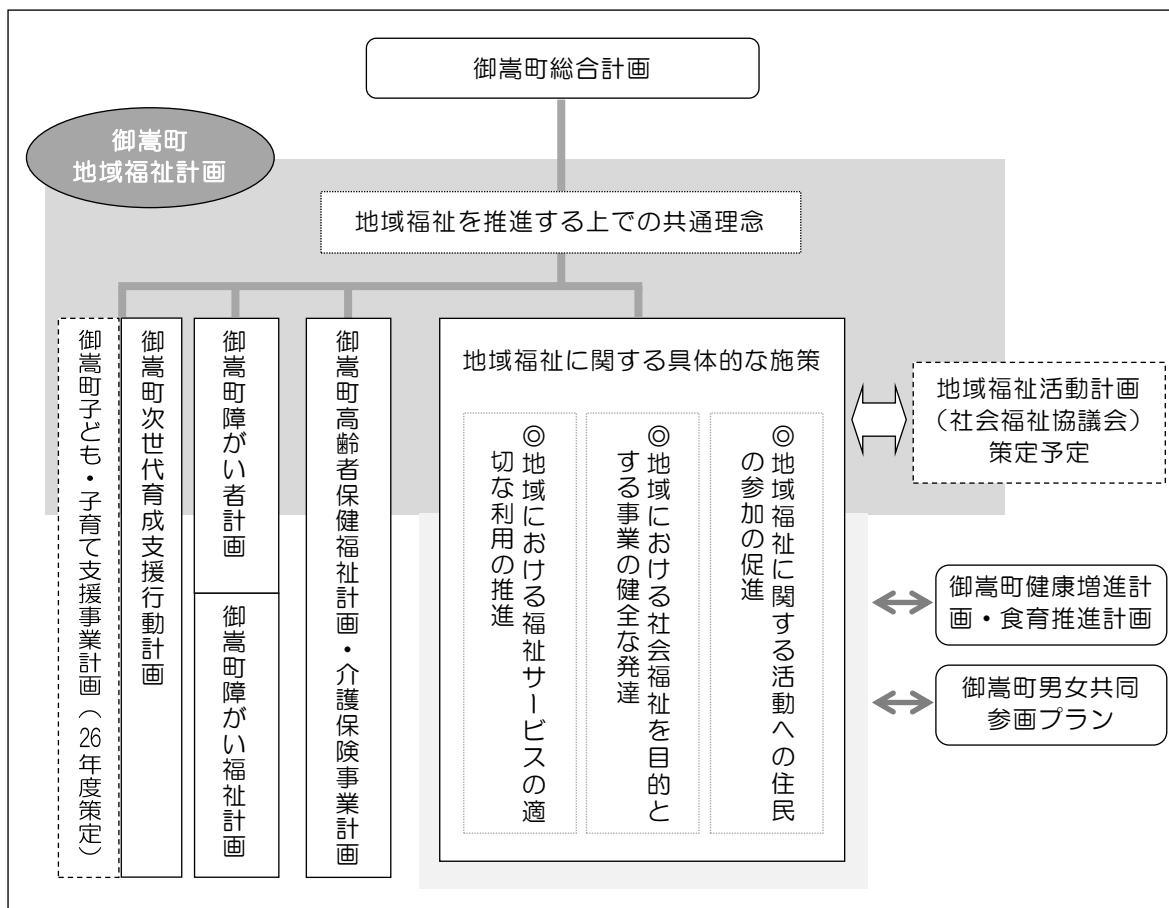 御嵩町総合計画
御嵩町
地域福祉計画
地域福祉を推進する上での共通理念
御嵩町子ども・子育て支援事業計画（26年度策定）
御嵩町次世代育成支援行動計画
御嵩町障がい者計画
御嵩町障がい福祉計画
御嵩町高齢者保健福祉計画・介護保険事業計画
地域福祉に関する具体的な施策
◎地域における福祉サービスの適
切な利用の推進
◎地域における社会福祉を目的と
する事業の健全な発達
◎地域福祉に関する活動への住民
の参加の促進
地域福祉活動計画
（社会福祉協議会）
策定予定
御嵩町健康増進計
画・食育推進計画
御嵩町男女共同
参画プラン